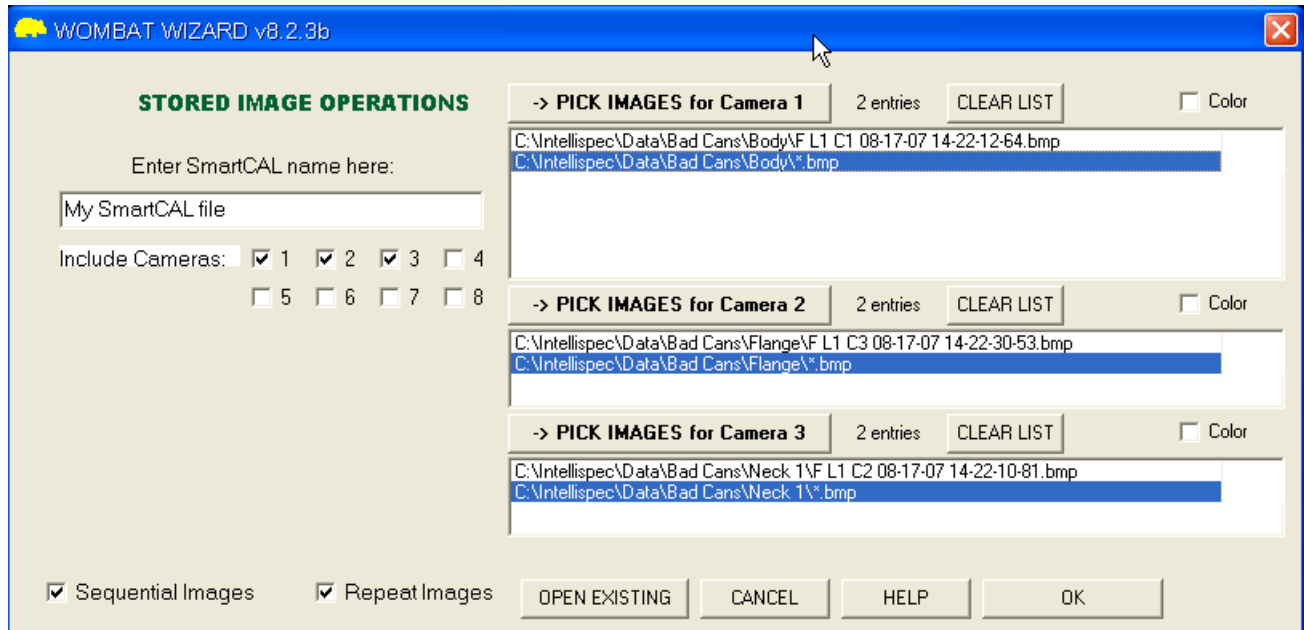 WOMBAT WIZARD v8.2.3b
STORED IMAGE OPERATIONS
Enter SmartCAL name here:
My SmartCAL file
Include Cameras: 1 2 3 4
5 6 7 8
-> PICK IMAGES for Camera 1 2 entries CLEAR LIST Color
C:\Intellispec\Data\Bad Cans\Body\F L1 C1 08-17-07 14-22-12-64.bmp
C:\Intellispec\Data\Bad Cans\Body\*.bmp
-> PICK IMAGES for Camera 2 2 entries CLEAR LIST Color
C:\Intellispec\Data\Bad Cans\Flange\F L1 C3 08-17-07 14-22-30-53.bmp
C:\Intellispec\Data\Bad Cans\Flange\*.bmp
-> PICK IMAGES for Camera 3 2 entries CLEAR LIST Color
C:\Intellispec\Data\Bad Cans\Neck 1\F L1 C2 08-17-07 14-22-10-81.bmp
C:\Intellispec\Data\Bad Cans\Neck 1\*.bmp
Sequential Images Repeat Images OPEN EXISTING CANCEL HELP OK